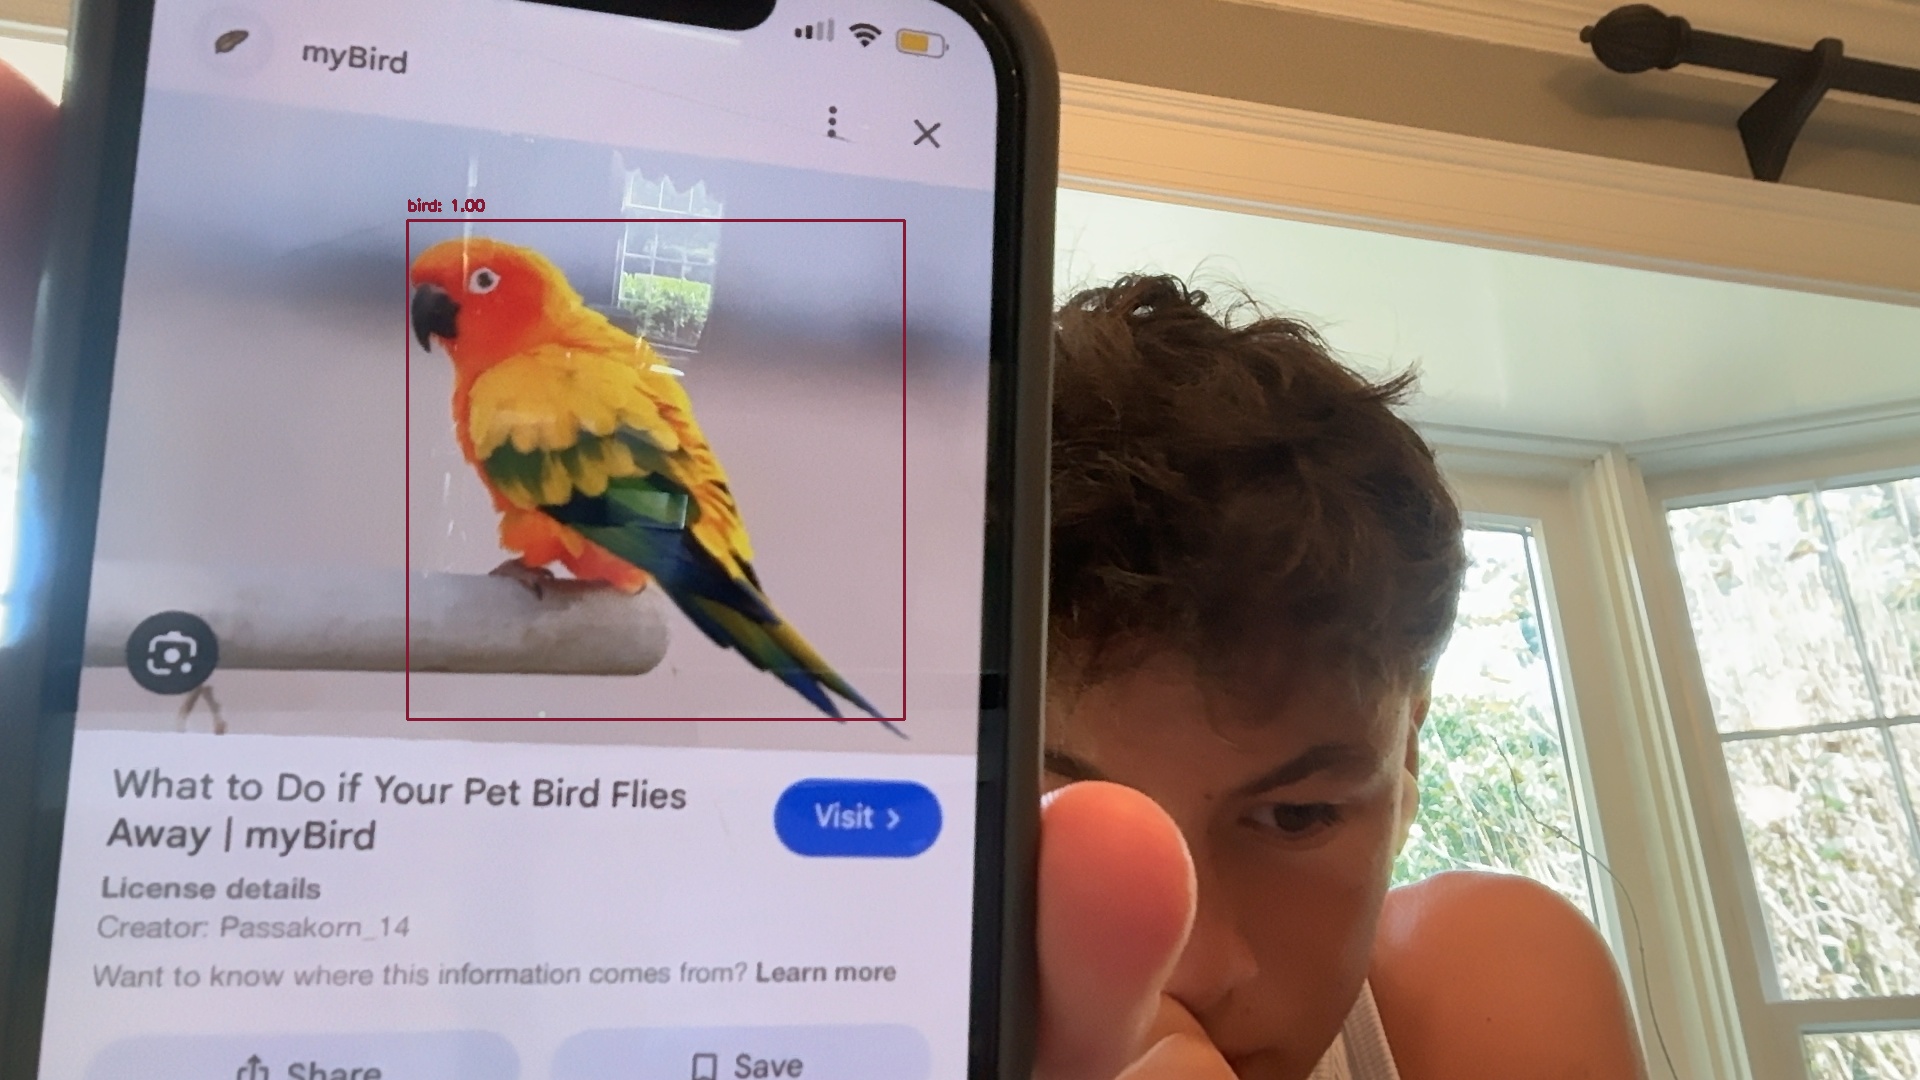 myBird
bird: 1.00
What to Do if Your Pet Bird Flies
Away | myBird
Visit >
License details
Creator: Passakorn_14
Want to know where this information comes from? Learn more
Share
Save